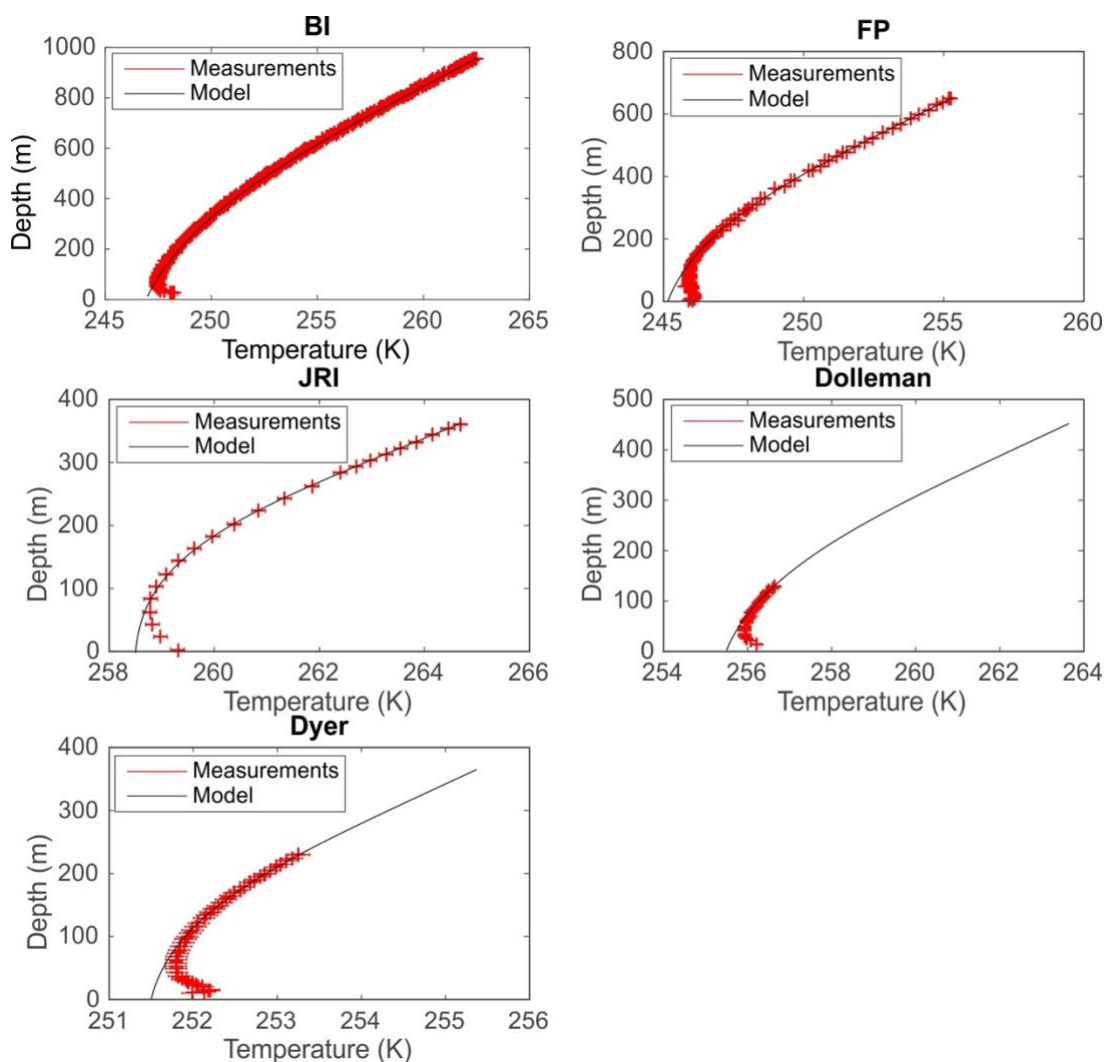 BI
1000
800
600
400
200
0
Depth (m)
Measurements
Model
245 250 255 260 265
Temperature (K)
FP
800
600
400
200
0
Depth (m)
Measurements
Model
245 250 255 260
Temperature (K)
JRI
400
300
200
100
0
Depth (m)
Measurements
Model
258 260 262 264 266
Temperature (K)
Dolleman
500
400
300
200
100
0
Depth (m)
Measurements
Model
254 256 258 260 262 264
Temperature (K)
Dyer
400
300
200
100
0
Depth (m)
Measurements
Model
251 252 253 254 255 256
Temperature (K)